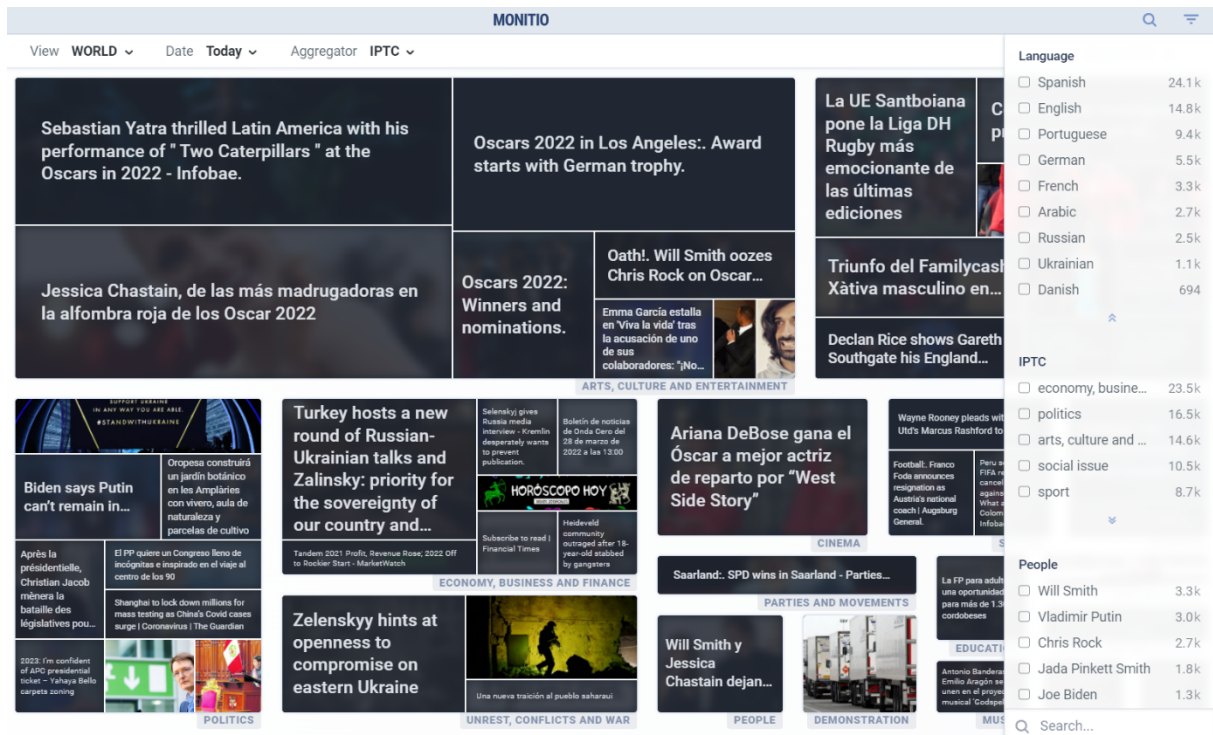 MONITIO
View WORLD Date Today Aggregator IPTC
Sebastian Yatra thrilled Latin America with his
performance of " Two Caterpillars " at the
Oscars in 2022 - Infobae.
Oscars 2022 in Los Angeles:. Award
starts with German trophy.
Jessica Chastain, de las más madrugadoras en
la alfombra roja de los Oscar 2022
Oscars 2022:
Winners and
nominations.
Oath!. Will Smith oozes
Chris Rock on Oscar...
Emma García estalla
en 'Viva la vida' tras
la acusación de uno
de sus
colaboradores: "¡No...
ARTS, CULTURE AND ENTERTAINMENT
La UE Santboiana
pone la Liga DH
Rugby más
emocionante de
las últimas
ediciones
Triunfo del Familycash
Xàtiva masculino en...
Declan Rice shows Gareth
Southgate his England...
SUPPORT UKRAINE
IN ANY WAY YOU ARE ABLE.
#STANDWITHUKRAINE
Biden says Putin
can't remain in...
Oropesa construirá
un jardín botánico
en les Amplàries
con vivero, aula de
naturaleza y
parcelas de cultivo
Après la
présidentielle,
Christian Jacob
mènera la
bataille des
législatives pou...
El PP quiere un Congreso lleno de
incógnitas e inspirado en el viaje al
centro de los 90
Shanghai to lock down millions for
mass testing as China's Covid cases
surge | Coronavirus | The Guardian
2023: I'm confident
of APC presidential
ticket – Yahaya Bello
carpets zoning
POLITICS
Turkey hosts a new
round of Russian-
Ukrainian talks and
Zalinsky: priority for
the sovereignty of
our country and...
Tandem 2021 Profit, Revenue Rose; 2022 Off
to Rockier Start - MarketWatch
Selenskyj gives
Russia media
interview - Kremlin
desperately wants
to prevent
publication.
Boletín de noticias
de Onda Cero del
28 de marzo de
2022 a las 13:00
HORÓSCOPO HOY
Subscribe to read |
Financial Times
Heideveld
community
outraged after 18-
year-old stabbed
by gangsters
ECONOMY, BUSINESS AND FINANCE
Zelenskyy hints at
openness to
compromise on
eastern Ukraine
Una nueva traición al pueblo saharaui
UNREST, CONFLICTS AND WAR
Ariana DeBose gana el
Óscar a mejor actriz
de reparto por “West
Side Story”
CINEMA
Wayne Rooney pleads wit
Utd's Marcus Rashford to
Football:. Franco
Foda announces
resignation as
Austria's national
coach | Augsburg
General.
Peru s
FIFA re
cancel
agains
What a
Colom
Infoba
S
Saarland:. SPD wins in Saarland - Parties...
PARTIES AND MOVEMENTS
La FP para adult
una oportunidad
para más de 1.3
cordobeses
EDUCATI
Will Smith y
Jessica
Chastain dejan...
PEOPLE
DEMONSTRATION
Antonio Banderas
Emilio Aragón se
unen en el proyec
musical 'Godspel
MUS
Language
Spanish 24.1k
English 14.8k
Portuguese 9.4k
German 5.5k
French 3.3k
Arabic 2.7k
Russian 2.5k
Ukrainian 1.1k
Danish 694
IPTC
economy, busine... 23.5k
politics 16.5k
arts, culture and ... 14.6k
social issue 10.5k
sport 8.7k
People
Will Smith 3.3k
Vladimir Putin 3.0k
Chris Rock 2.7k
Jada Pinkett Smith 1.8k
Joe Biden 1.3k
Search...